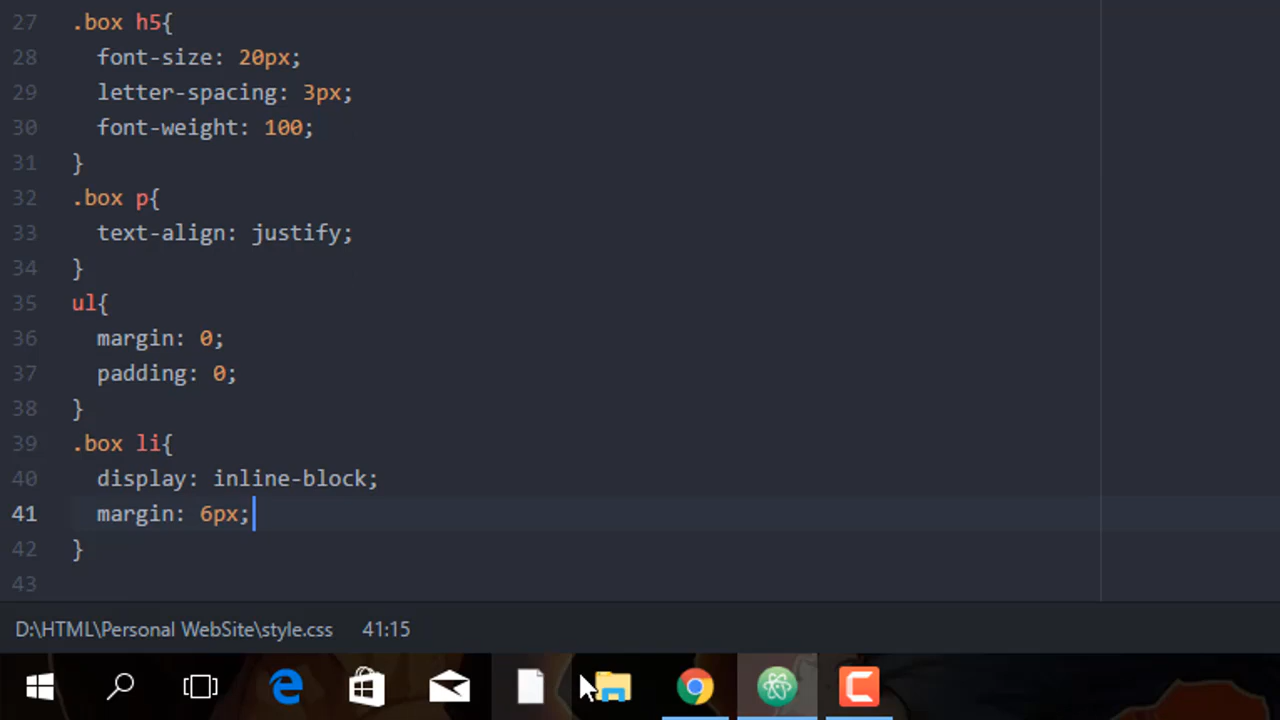 27 .box h5{
28 font-size: 20px;
29 letter-spacing: 3px;
30 font-weight: 100;
31 }
32 .box p{
33 text-align: justify;
34 }
35 ul{
36 margin: 0;
37 padding: 0;
38 }
39 .box li{
40 display: inline-block;
41 margin: 6px;
42 }
43
D:\HTML\Personal WebSite\style.css 41:15